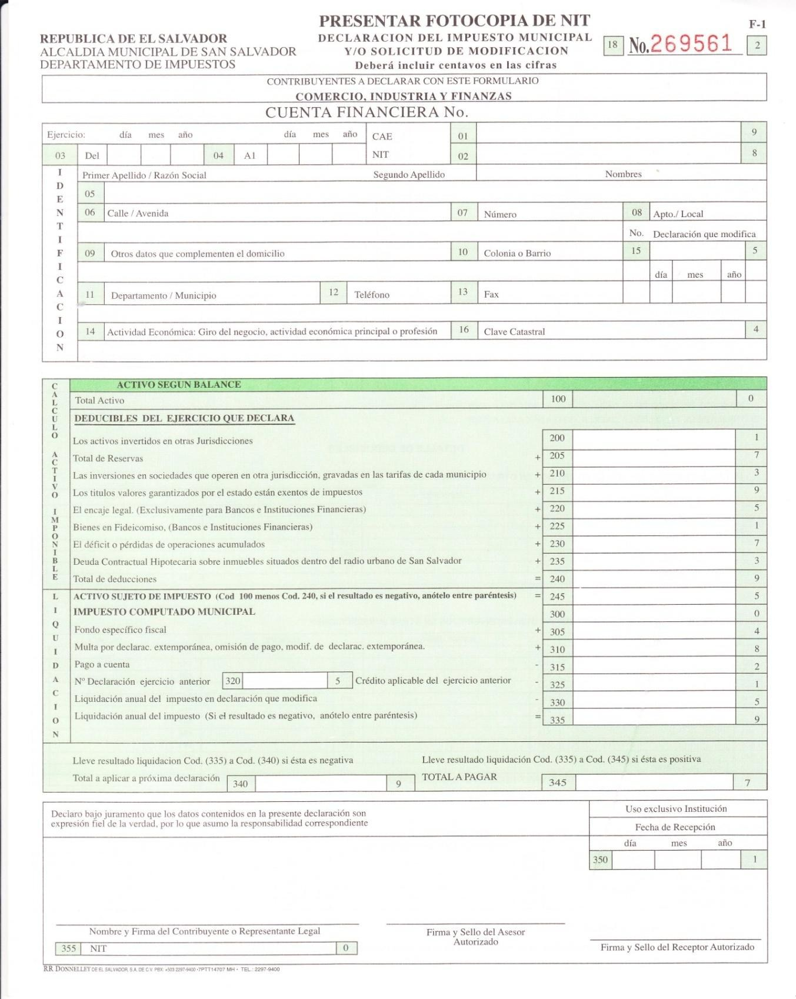 PRESENTAR FOTOCOPIA DE NIT
F-1
REPUBLICA DE EL SALVADOR
ALCALDIA MUNICIPAL DE SAN SALVADOR
DEPARTAMENTO DE IMPUESTOS
DECLARACION DEL IMPUESTO MUNICIPAL
Y/O SOLICITUD DE MODIFICACION
Deberá incluir centavos en las cifras
18 No. 269561 2
CONTRIBUYENTES A DECLARAR CON ESTE FORMULARIO
COMERCIO, INDUSTRIA Y FINANZAS
CUENTA FINANCIERA No.
Ejercicio: día mes año día mes año CAE 01 9
03 Del 04 Al NIT 02 8
IDENTIFICACION
Primer Apellido / Razón Social Segundo Apellido Nombres
05
06 Calle / Avenida 07 Número 08 Apto./ Local
No. Declaración que modifica
09 Otros datos que complementen el domicilio 10 Colonia o Barrio 15 5
día mes año
11 Departamento / Municipio 12 Teléfono 13 Fax
14 Actividad Económica: Giro del negocio, actividad económica principal o profesión 16 Clave Catastral 4
CALCULO ACTIVO IMPONIBLE
ACTIVO SEGUN BALANCE
Total Activo 100 0
DEDUCIBLES DEL EJERCICIO QUE DECLARA
Los activos invertidos en otras Jurisdicciones 200 1
Total de Reservas + 205 7
Las inversiones en sociedades que operen en otra jurisdicción, gravadas en las tarifas de cada municipio + 210 3
Los titulos valores garantizados por el estado están exentos de impuestos + 215 9
El encaje legal. (Exclusivamente para Bancos e Instituciones Financieras) + 220 5
Bienes en Fideicomiso, (Bancos e Instituciones Financieras) + 225 1
El déficit o pérdidas de operaciones acumulados + 230 7
Deuda Contractual Hipotecaria sobre inmuebles situados dentro del radio urbano de San Salvador + 235 3
Total de deducciones = 240 9
LIQUIDACION
ACTIVO SUJETO DE IMPUESTO (Cod 100 menos Cod. 240, si el resultado es negativo, anótelo entre paréntesis) = 245 5
IMPUESTO COMPUTADO MUNICIPAL 300 0
Fondo específico fiscal + 305 4
Multa por declarac. extemporánea, omisión de pago, modif. de declarac. extemporánea. + 310 8
Pago a cuenta - 315 2
Nº Declaración ejercicio anterior 320 5 Crédito aplicable del ejercicio anterior - 325 1
Liquidación anual del impuesto en declaración que modifica - 330 5
Liquidación anual del impuesto (Si el resultado es negativo, anótelo entre paréntesis) = 335 9
Lleve resultado liquidacion Cod. (335) a Cod. (340) si ésta es negativa Lleve resultado liquidación Cod. (335) a Cod. (345) si ésta es positiva
Total a aplicar a próxima declaración 340 9 TOTAL A PAGAR 345 7
Declaro bajo juramento que los datos contenidos en la presente declaración son
expresión fiel de la verdad, por lo que asumo la responsabilidad correspondiente
Uso exclusivo Institución
Fecha de Recepción
día mes año
350 1
Nombre y Firma del Contribuyente o Representante Legal
355 NIT 0
Firma y Sello del Asesor
Autorizado
Firma y Sello del Receptor Autorizado
RR DONNELLEY DE EL SALVADOR, S.A. DE C.V. PBX: +503 2297-9400 •7PTT14707 MH • TEL.: 2297-9400